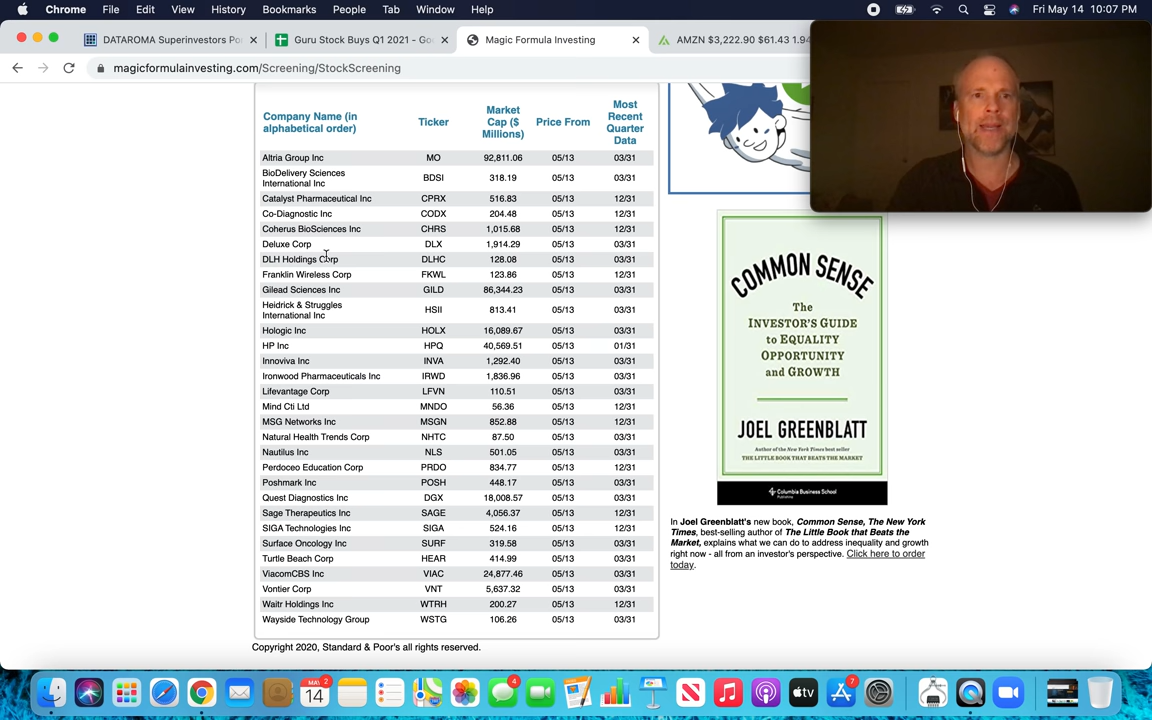 Chrome File Edit View History Bookmarks People Tab Window Help Fri May 14 10:07 PM
DATAROMA Superinvestors Po Guru Stock Buys Q1 2021 - Go Magic Formula Investing AMZN $3,222.90 $61.43 1.94
magicformulainvesting.com/Screening/StockScreening
Company Name (in alphabetical order) Ticker Market Cap ($ Millions) Price From Most Recent Quarter Data
Altria Group Inc MO 92,811.06 05/13 03/31
BioDelivery Sciences International Inc BDSI 318.19 05/13 03/31
Catalyst Pharmaceutical Inc CPRX 516.83 05/13 12/31
Co-Diagnostic Inc CODX 204.48 05/13 12/31
Coherus BioSciences Inc CHRS 1,015.68 05/13 12/31
Deluxe Corp DLX 1,914.29 05/13 03/31
DLH Holdings Corp DLHC 128.08 05/13 03/31
Franklin Wireless Corp FKWL 123.86 05/13 12/31
Gilead Sciences Inc GILD 86,344.23 05/13 03/31
Heidrick & Struggles International Inc HSII 813.41 05/13 03/31
Hologic Inc HOLX 16,089.67 05/13 03/31
HP Inc HPQ 40,569.51 05/13 01/31
Innoviva Inc INVA 1,292.40 05/13 03/31
Ironwood Pharmaceuticals Inc IRWD 1,836.96 05/13 03/31
Lifevantage Corp LFVN 110.51 05/13 03/31
Mind Cti Ltd MNDO 56.36 05/13 12/31
MSG Networks Inc MSGN 852.88 05/13 12/31
Natural Health Trends Corp NHTC 87.50 05/13 03/31
Nautilus Inc NLS 501.05 05/13 03/31
Perdoceo Education Corp PRDO 834.77 05/13 12/31
Poshmark Inc POSH 448.17 05/13 03/31
Quest Diagnostics Inc DGX 18,008.57 05/13 03/31
Sage Therapeutics Inc SAGE 4,056.37 05/13 12/31
SIGA Technologies Inc SIGA 524.16 05/13 12/31
Surface Oncology Inc SURF 319.58 05/13 03/31
Turtle Beach Corp HEAR 414.99 05/13 03/31
ViacomCBS Inc VIAC 24,877.46 05/13 03/31
Vontier Corp VNT 5,637.32 05/13 03/31
Waitr Holdings Inc WTRH 200.27 05/13 12/31
Wayside Technology Group WSTG 106.26 05/13 03/31
Copyright 2020, Standard & Poor's all rights reserved.
COMMON SENSE
The
INVESTOR'S GUIDE
to EQUALITY
OPPORTUNITY
and GROWTH
JOEL GREENBLATT
Author of the New York Times best seller
THE LITTLE BOOK THAT BEATS THE MARKET
Columbia Business School
Publishing
In Joel Greenblatt's new book, Common Sense, The New York
Times, best-selling author of The Little Book that Beats the
Market, explains what we can do to address inequality and growth
right now - all from an investor's perspective. Click here to order
today.
MAY 2
14
4
tv
7